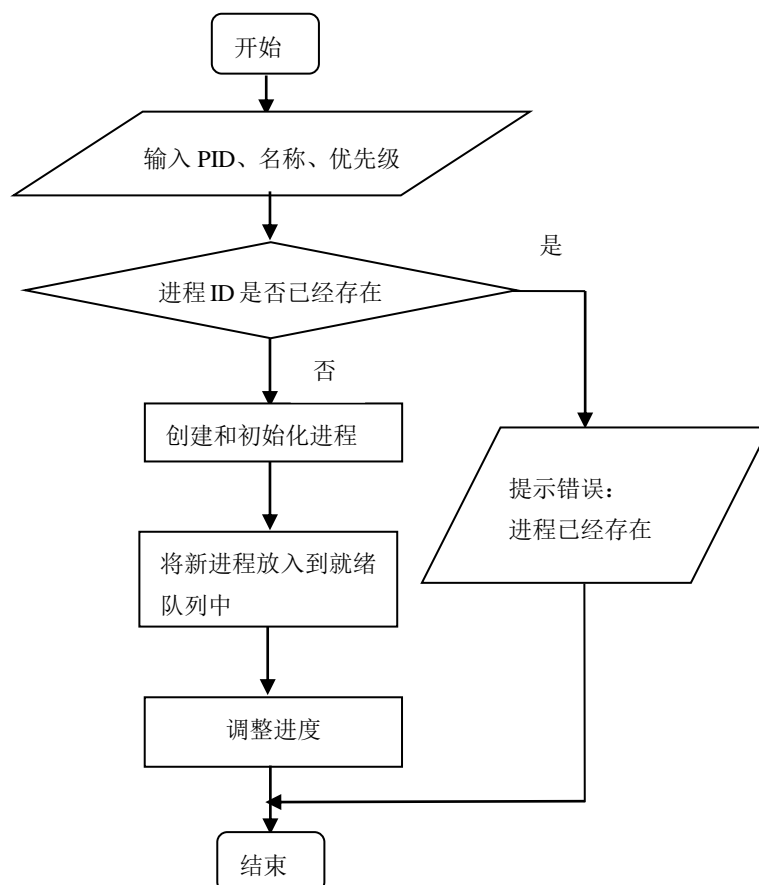 开始
输入 PID、名称、优先级
是
进程 ID 是否已经存在
否
创建和初始化进程
提示错误：
进程已经存在
将新进程放入到就绪
队列中
调整进度
结束